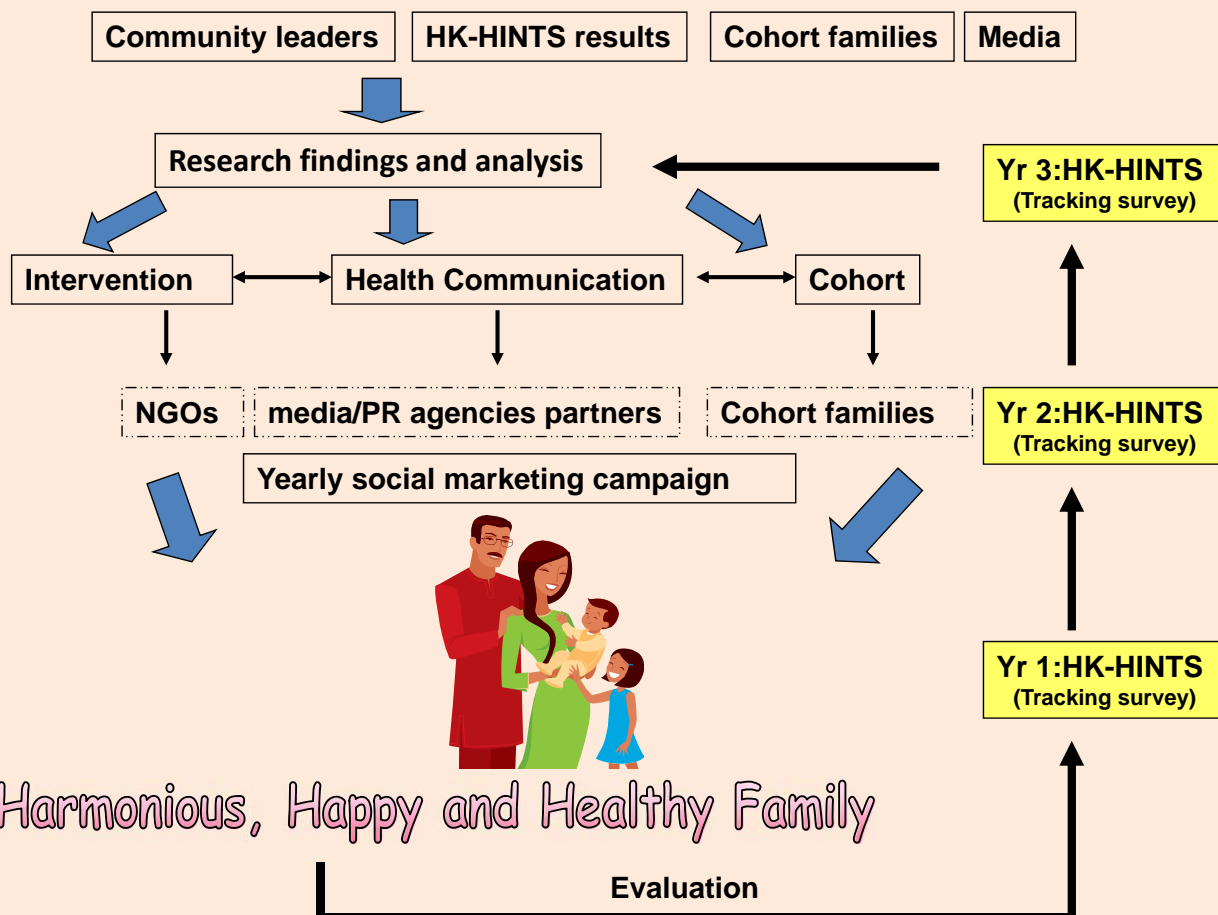 Community leaders
HK-HINTS results
Cohort families
Media
Research findings and analysis
Yr 3:HK-HINTS
(Tracking survey)
Intervention
Health Communication
Cohort
NGOs
media/PR agencies partners
Cohort families
Yr 2:HK-HINTS
(Tracking survey)
Yearly social marketing campaign
Yr 1:HK-HINTS
(Tracking survey)
Harmonious, Happy and Healthy Family
Evaluation